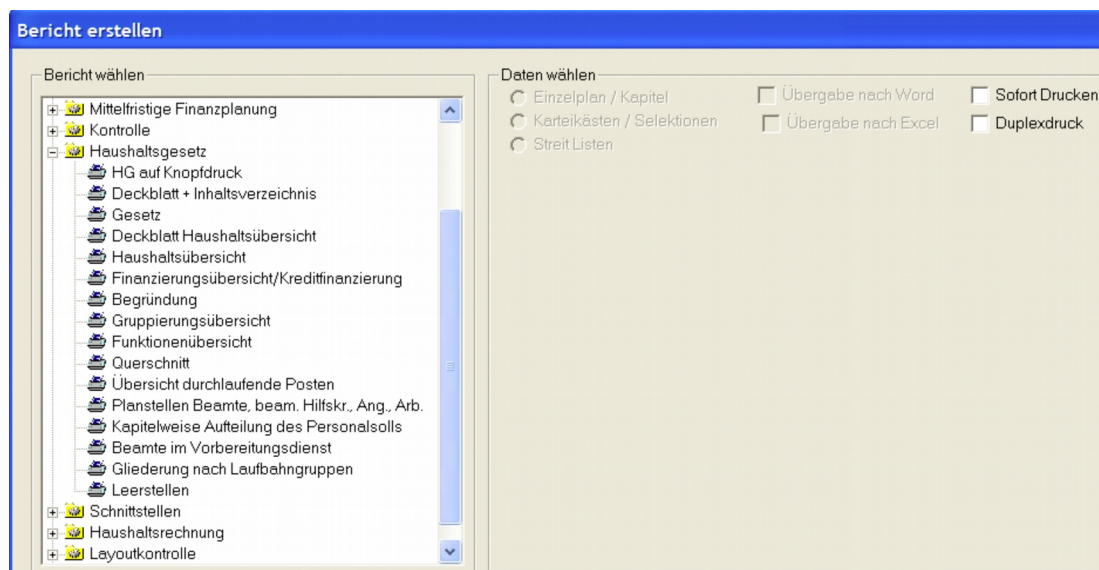 Bericht erstellen
Bericht wählen
Mittelfristige Finanzplanung
Kontrolle
Haushaltsgesetz
HG auf Knopfdruck
Deckblatt + Inhaltsverzeichnis
Gesetz
Deckblatt Haushaltsübersicht
Haushaltsübersicht
Finanzierungsübersicht/Kreditfinanzierung
Begründung
Gruppierungsübersicht
Funktionenübersicht
Querschnitt
Übersicht durchlaufende Posten
Planstellen Beamte, beam. Hilfskr., Ang., Arb.
Kapitelweise Aufteilung des Personalsolls
Beamte im Vorbereitungsdienst
Gliederung nach Laufbahngruppen
Leerstellen
Schnittstellen
Haushaltsrechnung
Layoutkontrolle
Daten wählen
Einzelplan / Kapitel Übergabe nach Word Sofort Drucken
Karteikästen / Selektionen Übergabe nach Excel Duplexdruck
Streit Listen